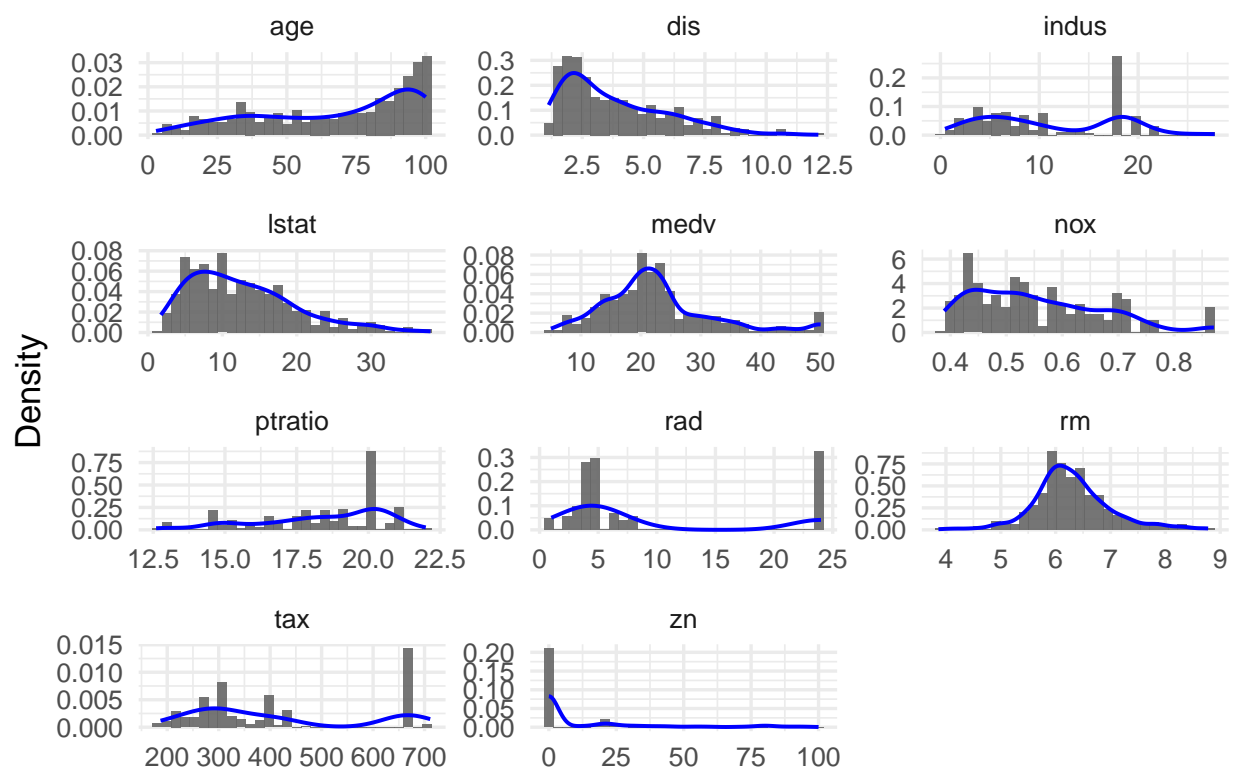 age dis indus
0.03 0.3
0.02 0.2 0.2
0.01 0.1 0.1
0.00 0.0 0.0
0 25 50 75 100 2.5 5.0 7.5 10.0 12.5 0 10 20
lstat medv nox
0.08 0.08 6
0.06 0.06 4
0.04 0.04 2
0.02 0.02 0
0.00 0.00
0 10 20 30 10 20 30 40 50 0.4 0.5 0.6 0.7 0.8
Density
ptratio rad rm
0.75 0.3 0.75
0.50 0.2 0.50
0.25 0.1 0.25
0.00 0.0 0.00
12.5 15.0 17.5 20.0 22.5 0 5 10 15 20 25 4 5 6 7 8 9
tax zn
0.015 0.20
0.010 0.15
0.005 0.10
0.000 0.05
0.00
200 300 400 500 600 700 0 25 50 75 100